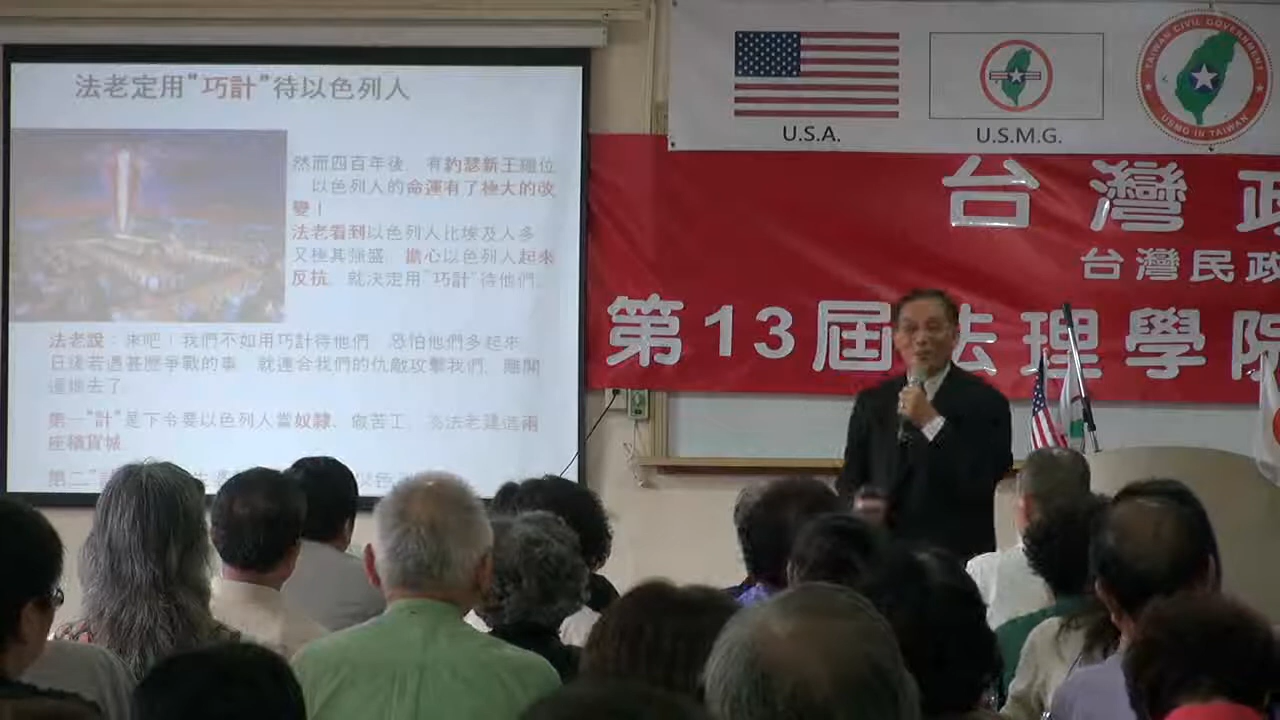 法老定用"巧計"待以色列人
然而四百年後，有約瑟新王繼位
以色列人的命運有了極大的改
變！
法老看到以色列人比埃及人多
又極其強盛，擔心以色列人起來
反抗，就決定用"巧計"待他們。
法老說：來吧！我們不如用巧計待他們，恐怕他們多起來，
日後若遇甚麼爭戰的事，就連合我們的仇敵攻擊我們，離開
這地去了。
第一"計"是下令要以色列人當奴隸、做苦工，為法老建造兩
座積貨城。
第二
U.S.A.
U.S.M.G.
TAIWAN CIVIL GOVERNMENT
USMG IN TAIWAN
台灣政
台灣民政
第13屆法理學院